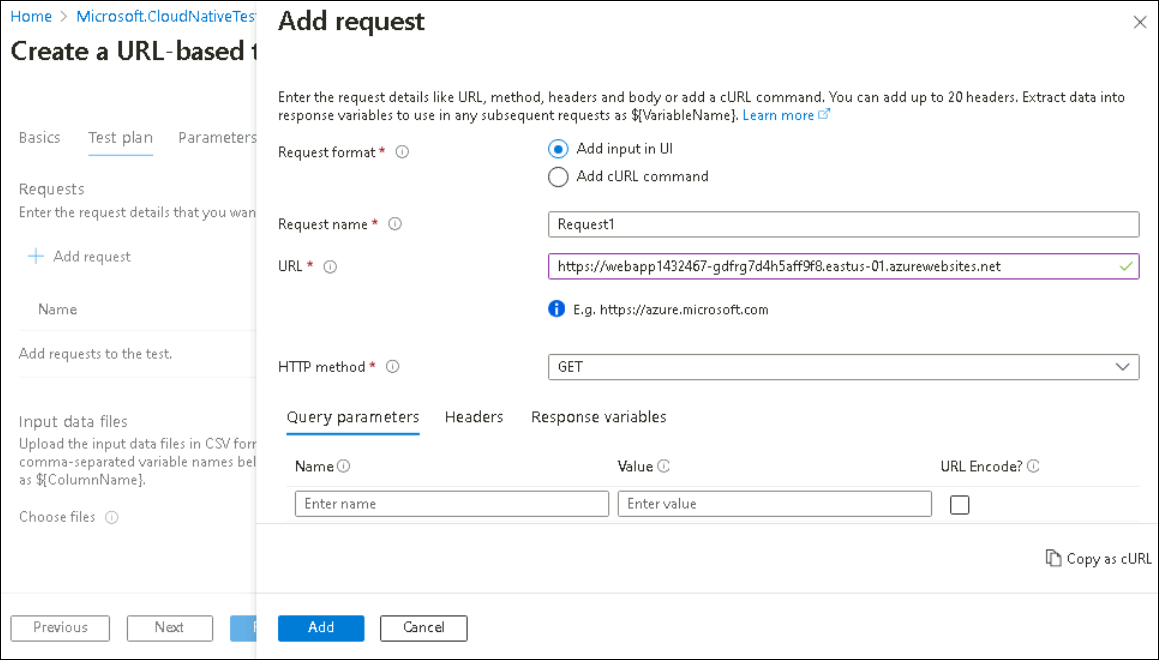 Home > Microsoft.CloudNativeTes
Create a URL-based t
Basics Test plan Parameters
Requests
Enter the request details that you wan
+ Add request
Name
Add requests to the test.
Input data files
Upload the input data files in CSV for
comma-separated variable names bel
as ${ColumnName}.
Choose files
Previous Next
Add request
Enter the request details like URL, method, headers and body or add a cURL command. You can add up to 20 headers. Extract data into
response variables to use in any subsequent requests as ${VariableName}. Learn more
Request format *
Add input in UI
Add cURL command
Request name *
Request1
URL *
https://webapp1432467-gdfrg7d4h5aff9f8.eastus-01.azurewebsites.net
E.g. https://azure.microsoft.com
HTTP method *
GET
Query parameters Headers Response variables
Name Value URL Encode?
Enter name Enter value
Copy as cURL
Add Cancel